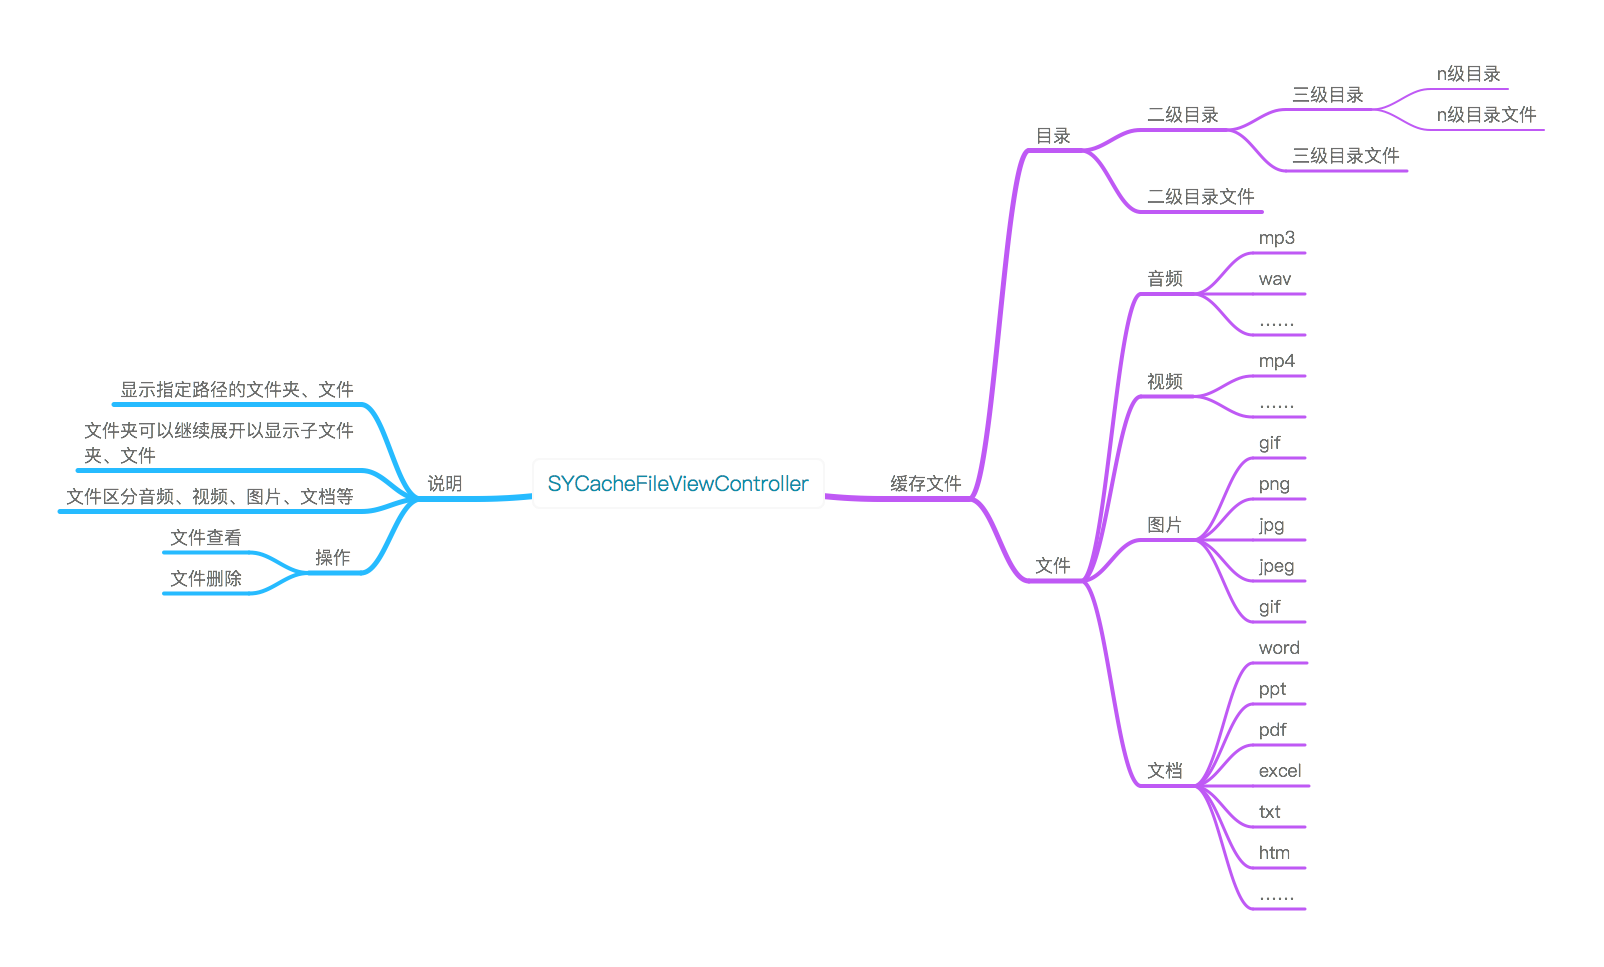 SYCacheFileViewController
说明
显示指定路径的文件夹、文件
文件夹可以继续展开以显示子文件
夹、文件
文件区分音频、视频、图片、文档等
操作
文件查看
文件删除
缓存文件
目录
二级目录
三级目录
n级目录
n级目录文件
三级目录文件
二级目录文件
文件
音频
mp3
wav
……
视频
mp4
……
图片
gif
png
jpg
jpeg
gif
文档
word
ppt
pdf
excel
txt
htm
……